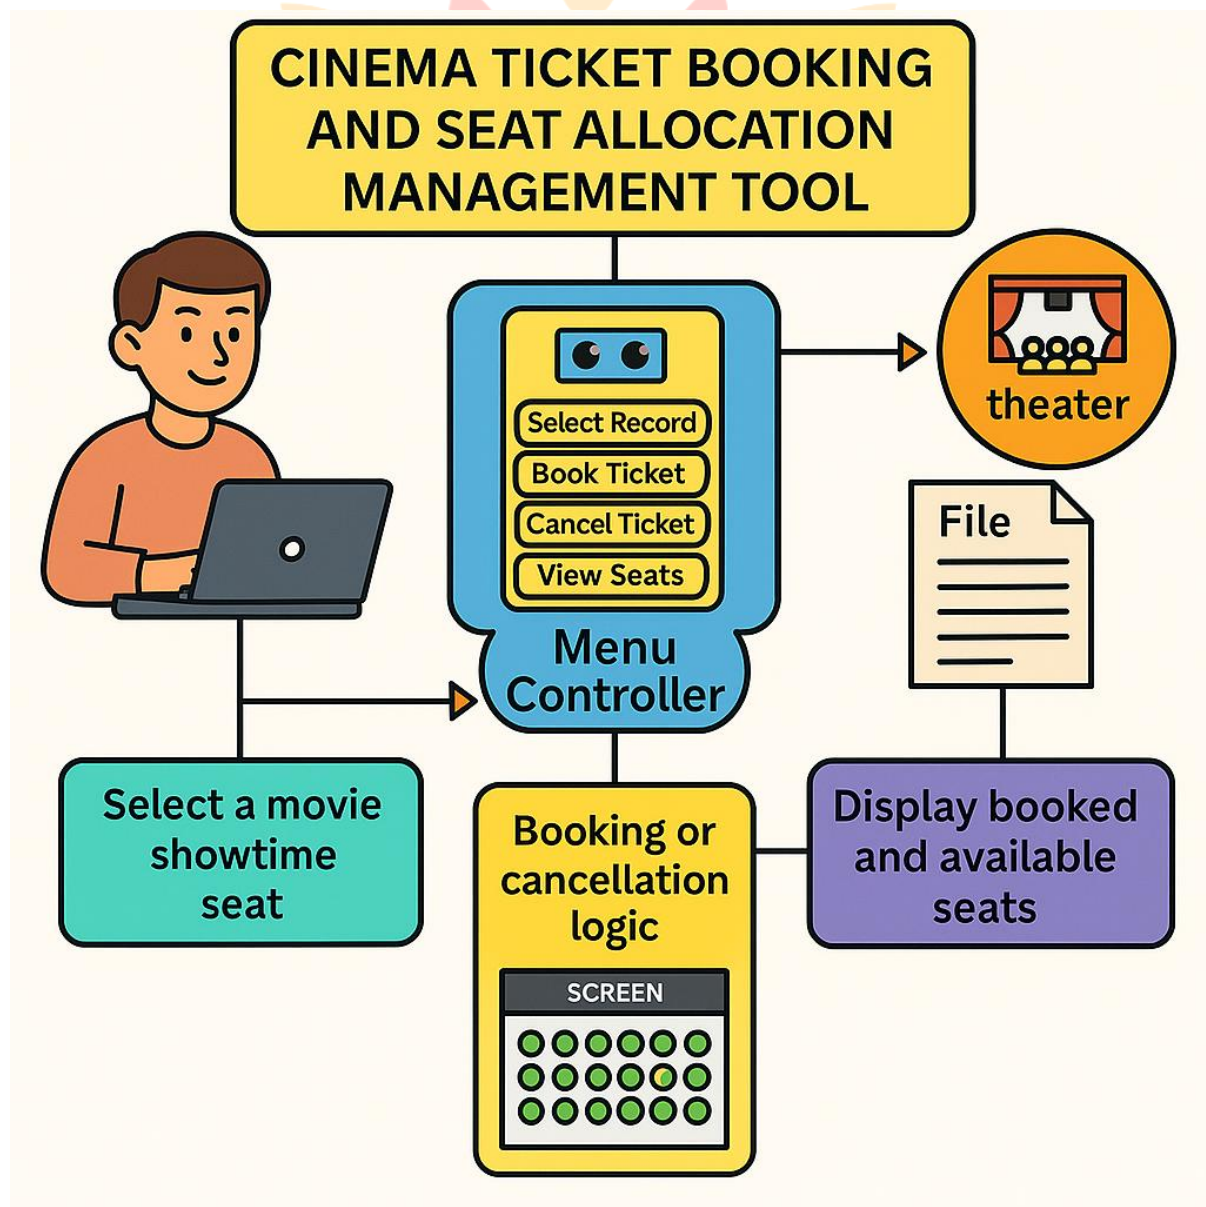 CINEMA TICKET BOOKING
AND SEAT ALLOCATION
MANAGEMENT TOOL
theater
Select Record
Book Ticket
Cancel Ticket
View Seats
Menu
Controller
File
Select a movie
showtime
seat
Booking or
cancellation
logic
SCREEN
Display booked
and available
seats